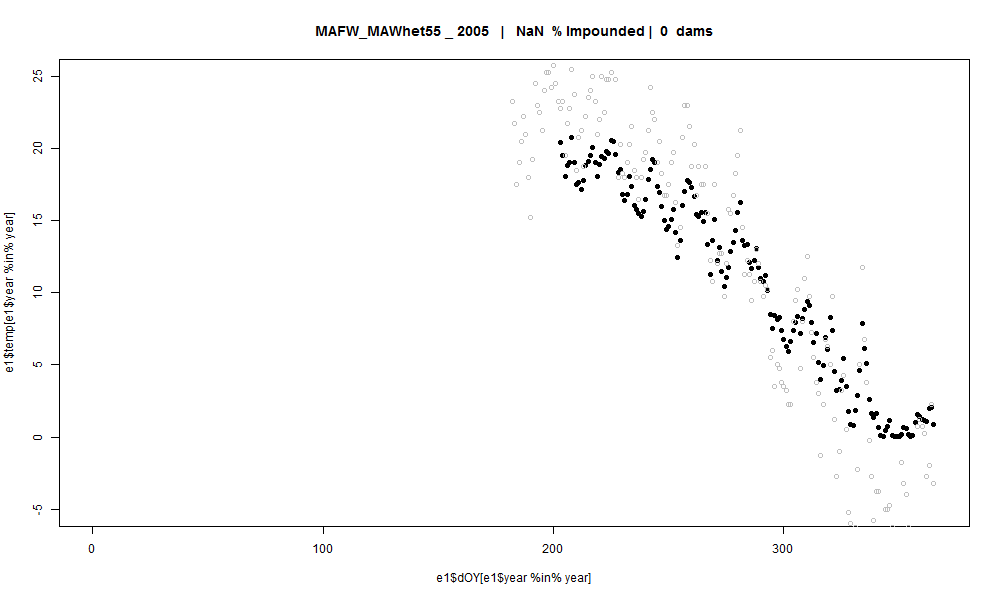 MAFW_MAWhet55 _ 2005 | NaN % Impounded | 0 dams
25
20
15
10
5
0
-5
e1$temp[e1$year %in% year]
0 100 200 300
e1$dOY[e1$year %in% year]